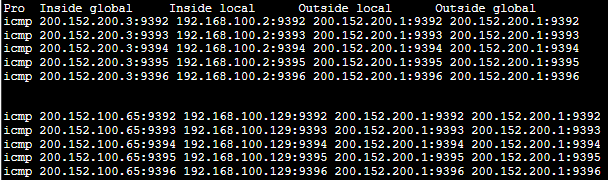 Pro Inside global Inside local Outside local Outside global
icmp 200.152.200.3:9392 192.168.100.2:9392 200.152.200.1:9392 200.152.200.1:9392
icmp 200.152.200.3:9393 192.168.100.2:9393 200.152.200.1:9393 200.152.200.1:9393
icmp 200.152.200.3:9394 192.168.100.2:9394 200.152.200.1:9394 200.152.200.1:9394
icmp 200.152.200.3:9395 192.168.100.2:9395 200.152.200.1:9395 200.152.200.1:9395
icmp 200.152.200.3:9396 192.168.100.2:9396 200.152.200.1:9396 200.152.200.1:9396
icmp 200.152.100.65:9392 192.168.100.129:9392 200.152.200.1:9392 200.152.200.1:9392
icmp 200.152.100.65:9393 192.168.100.129:9393 200.152.200.1:9393 200.152.200.1:9393
icmp 200.152.100.65:9394 192.168.100.129:9394 200.152.200.1:9394 200.152.200.1:9394
icmp 200.152.100.65:9395 192.168.100.129:9395 200.152.200.1:9395 200.152.200.1:9395
icmp 200.152.100.65:9396 192.168.100.129:9396 200.152.200.1:9396 200.152.200.1:9396